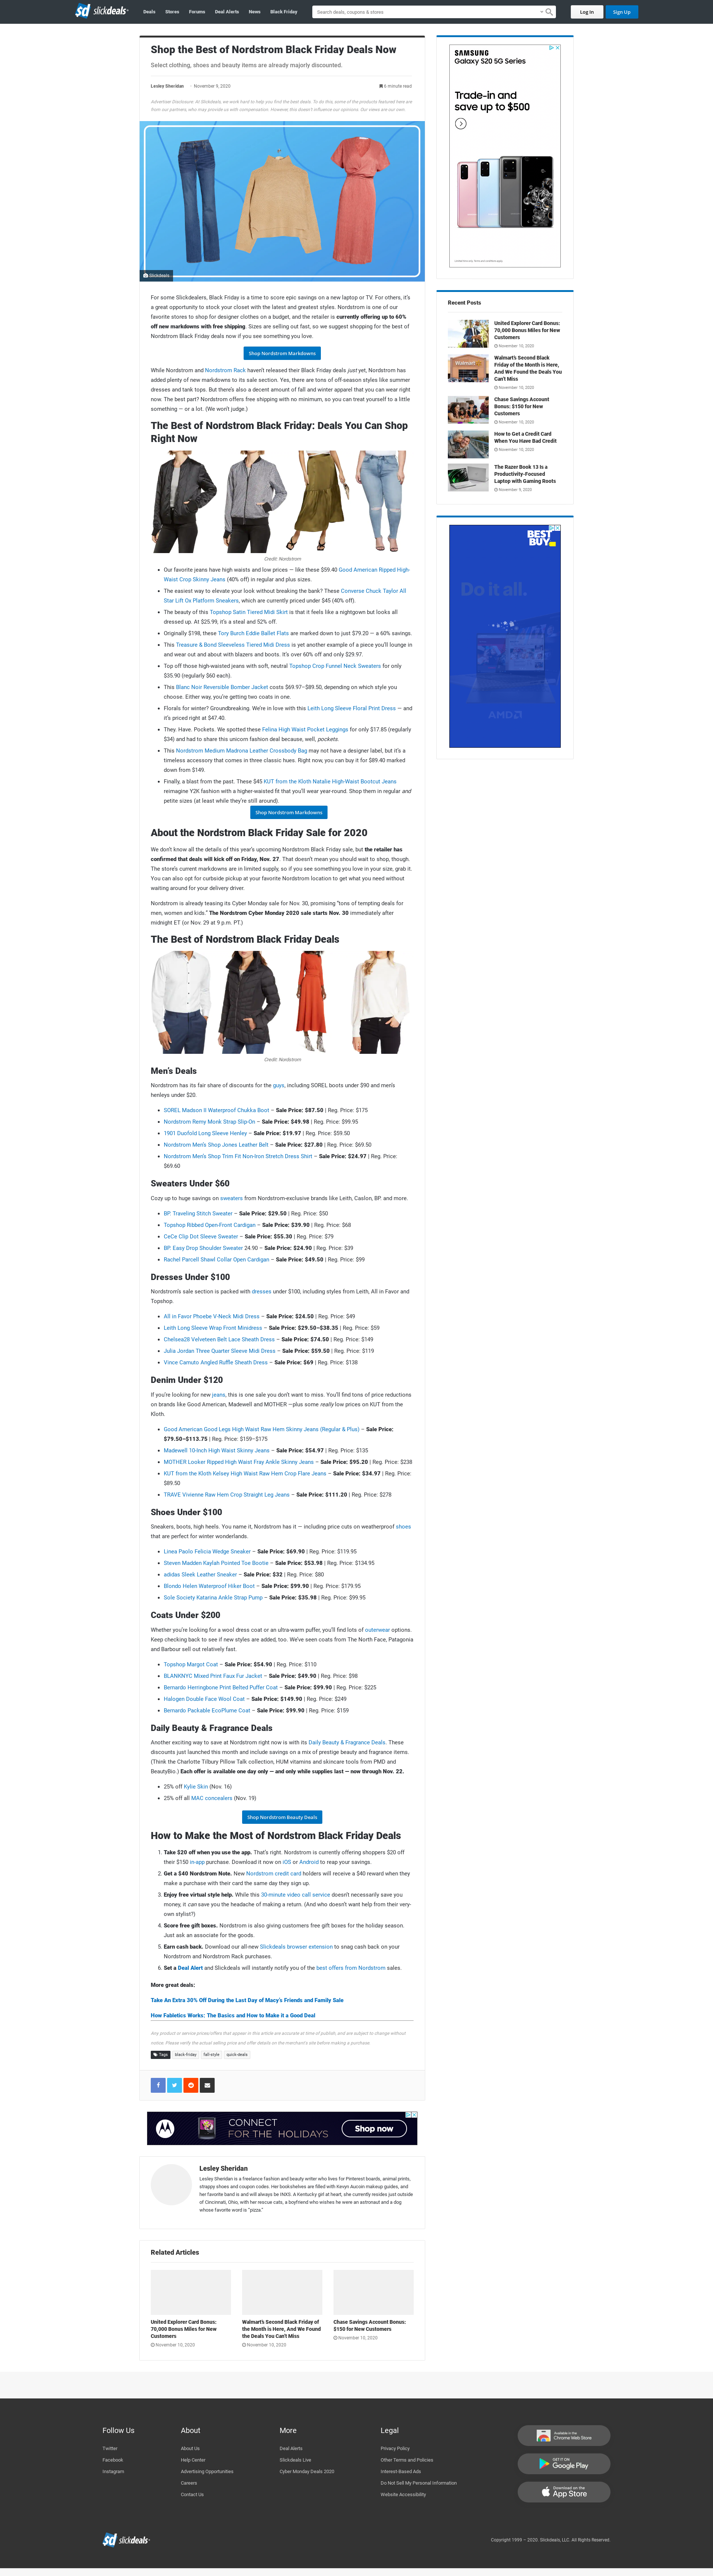 sd slickdeals
Deals Stores Forums Deal Alerts News Black Friday
Search deals, coupons & stores
Log In
Sign Up
Shop the Best of Nordstrom Black Friday Deals Now
Select clothing, shoes and beauty items are already majorly discounted.
Lesley Sheridan · November 9, 2020
6 minute read
Advertiser Disclosure: At Slickdeals, we work hard to help you find the best deals. To do this, some of the products featured here are
from our partners, who may provide us with compensation. However, this doesn't influence our opinions. Our views are our own.
Slickdeals
For some Slickdealers, Black Friday is a time to score epic savings on a new laptop or TV. For others, it's
a great opportunity to stock your closet with the latest and greatest styles. Nordstrom is one of our
favorite stores to shop for designer clothes on a budget, and the retailer is currently offering up to 60%
off new markdowns with free shipping. Sizes are selling out fast, so we suggest shopping for the best of
Nordstrom Black Friday deals now if you see something you love.
Shop Nordstrom Markdowns
While Nordstrom and Nordstrom Rack haven't released their Black Friday deals just yet, Nordstrom has
added plenty of new markdowns to its sale section. Yes, there are tons of off-season styles like summer
dresses and tank tops. But there's also a decent amount of fall and winter apparel that you can wear right
now. The best part? Nordstrom offers free shipping with no minimum, so you can treat yourself to a little
something — or a lot. (We won't judge.)
The Best of Nordstrom Black Friday: Deals You Can Shop
Right Now
Credit: Nordstrom
• Our favorite jeans have high waists and low prices — like these $59.40 Good American Ripped High-
Waist Crop Skinny Jeans (40% off) in regular and plus sizes.
• The easiest way to elevate your look without breaking the bank? These Converse Chuck Taylor All
Star Lift Ox Platform Sneakers, which are currently priced under $45 (40% off).
• The beauty of this Topshop Satin Tiered Midi Skirt is that it feels like a nightgown but looks all
dressed up. At $25.99, it's a steal and 52% off.
• Originally $198, these Tory Burch Eddie Ballet Flats are marked down to just $79.20 — a 60% savings.
• This Treasure & Bond Sleeveless Tiered Midi Dress is yet another example of a piece you'll lounge in
and wear out and about with blazers and boots. It's over 60% off and only $29.97.
• Top off those high-waisted jeans with soft, neutral Topshop Crop Funnel Neck Sweaters for only
$35.90 (regularly $60 each).
• This Blanc Noir Reversible Bomber Jacket costs $69.97–$89.50, depending on which style you
choose. Either way, you're getting two coats in one.
• Florals for winter? Groundbreaking. We're in love with this Leith Long Sleeve Floral Print Dress — and
it's priced right at $47.40.
• They. Have. Pockets. We spotted these Felina High Waist Pocket Leggings for only $17.85 (regularly
$34) and had to share this unicorn fashion deal because, well, pockets.
• This Nordstrom Medium Madrona Leather Crossbody Bag may not have a designer label, but it's a
timeless accessory that comes in three classic hues. Right now, you can buy it for $89.40 marked
down from $149.
• Finally, a blast from the past. These $45 KUT from the Kloth Natalie High-Waist Bootcut Jeans
reimagine Y2K fashion with a higher-waisted fit that you'll wear year-round. Shop them in regular and
petite sizes (at least while they're still around).
Shop Nordstrom Markdowns
About the Nordstrom Black Friday Sale for 2020
We don't know all the details of this year's upcoming Nordstrom Black Friday sale, but the retailer has
confirmed that deals will kick off on Friday, Nov. 27. That doesn't mean you should wait to shop, though.
The store's current markdowns are in limited supply, so if you see something you love in your size, grab it.
You can also opt for curbside pickup at your favorite Nordstrom location to get what you need without
waiting around for your delivery driver.
Nordstrom is already teasing its Cyber Monday sale for Nov. 30, promising "tons of tempting deals for
men, women and kids." The Nordstrom Cyber Monday 2020 sale starts Nov. 30 immediately after
midnight ET (or Nov. 29 at 9 p.m. PT.)
The Best of Nordstrom Black Friday Deals
Credit: Nordstrom
Men's Deals
Nordstrom has its fair share of discounts for the guys, including SOREL boots under $90 and men's
henleys under $20.
• SOREL Madson II Waterproof Chukka Boot – Sale Price: $87.50 | Reg. Price: $175
• Nordstrom Remy Monk Strap Slip-On – Sale Price: $49.98 | Reg. Price: $99.95
• 1901 Duofold Long Sleeve Henley – Sale Price: $19.97 | Reg. Price: $59.50
• Nordstrom Men's Shop Jones Leather Belt – Sale Price: $27.80 | Reg. Price: $69.50
• Nordstrom Men's Shop Trim Fit Non-Iron Stretch Dress Shirt – Sale Price: $24.97 | Reg. Price:
$69.60
Sweaters Under $60
Cozy up to huge savings on sweaters from Nordstrom-exclusive brands like Leith, Caslon, BP. and more.
• BP. Traveling Stitch Sweater – Sale Price: $29.50 | Reg. Price: $50
• Topshop Ribbed Open-Front Cardigan – Sale Price: $39.90 | Reg. Price: $68
• CeCe Clip Dot Sleeve Sweater – Sale Price: $55.30 | Reg. Price: $79
• BP. Easy Drop Shoulder Sweater 24.90 – Sale Price: $24.90 | Reg. Price: $39
• Rachel Parcell Shawl Collar Open Cardigan – Sale Price: $49.50 | Reg. Price: $99
Dresses Under $100
Nordstrom's sale section is packed with dresses under $100, including styles from Leith, All in Favor and
Topshop.
• All in Favor Phoebe V-Neck Midi Dress – Sale Price: $24.50 | Reg. Price: $49
• Leith Long Sleeve Wrap Front Minidress – Sale Price: $29.50–$38.35 | Reg. Price: $59
• Chelsea28 Velveteen Belt Lace Sheath Dress – Sale Price: $74.50 | Reg. Price: $149
• Julia Jordan Three Quarter Sleeve Midi Dress – Sale Price: $59.50 | Reg. Price: $119
• Vince Camuto Angled Ruffle Sheath Dress – Sale Price: $69 | Reg. Price: $138
Denim Under $120
If you're looking for new jeans, this is one sale you don't want to miss. You'll find tons of price reductions
on brands like Good American, Madewell and MOTHER —plus some really low prices on KUT from the
Kloth.
• Good American Good Legs High Waist Raw Hem Skinny Jeans (Regular & Plus) – Sale Price:
$79.50–$113.75 | Reg. Price: $159–$175
• Madewell 10-Inch High Waist Skinny Jeans – Sale Price: $54.97 | Reg. Price: $135
• MOTHER Looker Ripped High Waist Fray Ankle Skinny Jeans – Sale Price: $95.20 | Reg. Price: $238
• KUT from the Kloth Kelsey High Waist Raw Hem Crop Flare Jeans – Sale Price: $34.97 | Reg. Price:
$89.50
• TRAVE Vivienne Raw Hem Crop Straight Leg Jeans – Sale Price: $111.20 | Reg. Price: $278
Shoes Under $100
Sneakers, boots, high heels. You name it, Nordstrom has it — including price cuts on weatherproof shoes
that are perfect for winter wonderlands.
• Linea Paolo Felicia Wedge Sneaker – Sale Price: $69.90 | Reg. Price: $119.95
• Steven Madden Kaylah Pointed Toe Bootie – Sale Price: $53.98 | Reg. Price: $134.95
• adidas Sleek Leather Sneaker – Sale Price: $32 | Reg. Price: $80
• Blondo Helen Waterproof Hiker Boot – Sale Price: $99.90 | Reg. Price: $179.95
• Sole Society Katarina Ankle Strap Pump – Sale Price: $35.98 | Reg. Price: $99.95
Coats Under $200
Whether you're looking for a wool dress coat or an ultra-warm puffer, you'll find lots of outerwear options.
Keep checking back to see if new styles are added, too. We've seen coats from The North Face, Patagonia
and Barbour sell out relatively fast.
• Topshop Margot Coat – Sale Price: $54.90 | Reg. Price: $110
• BLANKNYC Mixed Print Faux Fur Jacket – Sale Price: $49.90 | Reg. Price: $98
• Bernardo Herringbone Print Belted Puffer Coat – Sale Price: $99.90 | Reg. Price: $225
• Halogen Double Face Wool Coat – Sale Price: $149.90 | Reg. Price: $249
• Bernardo Packable EcoPlume Coat – Sale Price: $99.90 | Reg. Price: $159
Daily Beauty & Fragrance Deals
Another exciting way to save at Nordstrom right now is with its Daily Beauty & Fragrance Deals. These
discounts just launched this month and include savings on a mix of prestige beauty and fragrance items.
(Think the Charlotte Tilbury Pillow Talk collection, HUM vitamins and skincare tools from PMD and
BeautyBio.) Each offer is available one day only — and only while supplies last — now through Nov. 22.
• 25% off Kylie Skin (Nov. 16)
• 25% off all MAC concealers (Nov. 19)
Shop Nordstrom Beauty Deals
How to Make the Most of Nordstrom Black Friday Deals
1. Take $20 off when you use the app. That's right. Nordstrom is currently offering shoppers $20 off
their $150 in-app purchase. Download it now on iOS or Android to reap your savings.
2. Get a $40 Nordstrom Note. New Nordstrom credit card holders will receive a $40 reward when they
make a purchase with their card the same day they sign up.
3. Enjoy free virtual style help. While this 30-minute video call service doesn't necessarily save you
money, it can save you the headache of making a return. (And who doesn't want help from their very-
own stylist?)
4. Score free gift boxes. Nordstrom is also giving customers free gift boxes for the holiday season.
Just ask an associate for the goods.
5. Earn cash back. Download our all-new Slickdeals browser extension to snag cash back on your
Nordstrom and Nordstrom Rack purchases.
6. Set a Deal Alert and Slickdeals will instantly notify you of the best offers from Nordstrom sales.
More great deals:
Take An Extra 30% Off During the Last Day of Macy's Friends and Family Sale
How Fabletics Works: The Basics and How to Make it a Good Deal
Any product or service prices/offers that appear in this article are accurate at time of publish, and are subject to change without
notice. Please verify the actual selling price and offer details on the merchant's site before making a purchase.
Tags black-friday fall-style quick-deals
CONNECT
FOR THE HOLIDAYS
Shop now
Lesley Sheridan
Lesley Sheridan is a freelance fashion and beauty writer who lives for Pinterest boards, animal prints,
strappy shoes and coupon codes. Her bookshelves are filled with Kevyn Aucoin makeup guides, and
her favorite band is and will always be INXS. A Kentucky girl at heart, she currently resides just outside
of Cincinnati, Ohio, with her rescue cats, a boyfriend who wishes he were an astronaut and a dog
whose favorite word is "pizza."
Related Articles
United Explorer Card Bonus:
70,000 Bonus Miles for New
Customers
November 10, 2020
Walmart's Second Black Friday of
the Month is Here, And We Found
the Deals You Can't Miss
November 10, 2020
Chase Savings Account Bonus:
$150 for New Customers
November 10, 2020
SAMSUNG
Galaxy S20 5G Series
Trade-in and
save up to $500
Recent Posts
United Explorer Card Bonus:
70,000 Bonus Miles for New
Customers
November 10, 2020
Walmart
Walmart's Second Black
Friday of the Month is Here,
And We Found the Deals You
Can't Miss
November 10, 2020
Chase Savings Account
Bonus: $150 for New
Customers
November 10, 2020
How to Get a Credit Card
When You Have Bad Credit
November 10, 2020
The Razer Book 13 Is a
Productivity-Focused
Laptop with Gaming Roots
November 9, 2020
BEST
BUY
Do it all.
AMD
Follow Us
Twitter
Facebook
Instagram
About
About Us
Help Center
Advertising Opportunities
Careers
Contact Us
More
Deal Alerts
Slickdeals Live
Cyber Monday Deals 2020
Legal
Privacy Policy
Other Terms and Policies
Interest-Based Ads
Do Not Sell My Personal Information
Website Accessibility
Available in the
Chrome Web Store
GET IT ON
Google Play
Download on the
App Store
sd slickdeals
Copyright 1999 – 2020. Slickdeals, LLC. All Rights Reserved.